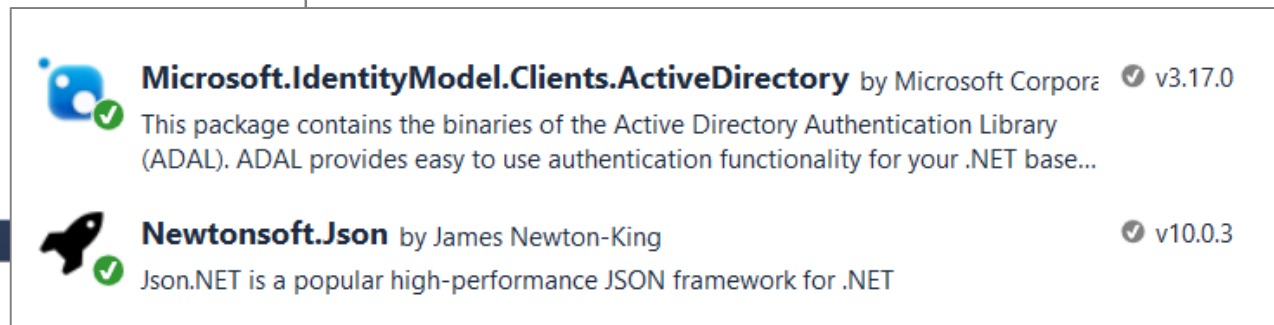 Microsoft.IdentityModel.Clients.ActiveDirectory by Microsoft Corpora v3.17.0
This package contains the binaries of the Active Directory Authentication Library
(ADAL). ADAL provides easy to use authentication functionality for your .NET base...
Newtonsoft.Json by James Newton-King v10.0.3
Json.NET is a popular high-performance JSON framework for .NET